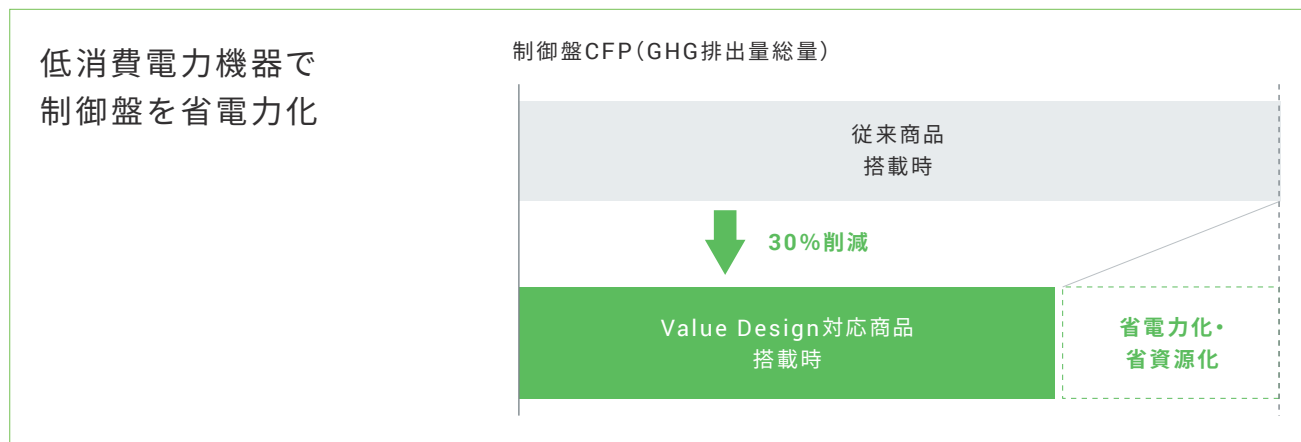 低消費電力機器で
制御盤を省電力化
制御盤CFP（GHG排出量総量）
従来商品
搭載時
30%削減
Value Design対応商品
搭載時
省電力化・
省資源化